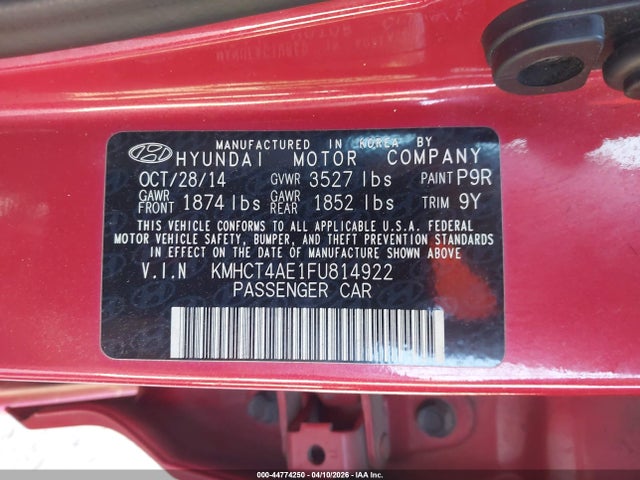 MANUFACTURED IN KOREA BY
HYUNDAI MOTOR COMPANY
OCT/28/14 GVWR 3527 lbs PAINT P9R
GAWR FRONT 1874 lbs GAWR REAR 1852 lbs TRIM 9Y
THIS VEHICLE CONFORMS TO ALL APPLICABLE U.S.A. FEDERAL
MOTOR VEHICLE SAFETY, BUMPER, AND THEFT PREVENTION STANDARDS
IN EFFECT ON THE DATE OF MANUFACTURE SHOWN ABOVE
V.I.N KMHCT4AE1FU814922
PASSENGER CAR
000-44774250 - 04/10/2026 - IAA Inc.